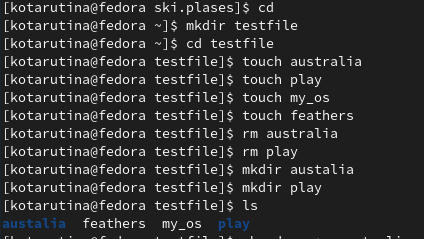 [kotarutina@fedora ski.plases]$ cd
[kotarutina@fedora ~]$ mkdir testfile
[kotarutina@fedora ~]$ cd testfile
[kotarutina@fedora testfile]$ touch australia
[kotarutina@fedora testfile]$ touch play
[kotarutina@fedora testfile]$ touch my_os
[kotarutina@fedora testfile]$ touch feathers
[kotarutina@fedora testfile]$ rm australia
[kotarutina@fedora testfile]$ rm play
[kotarutina@fedora testfile]$ mkdir austalia
[kotarutina@fedora testfile]$ mkdir play
[kotarutina@fedora testfile]$ ls
austalia feathers my_os play